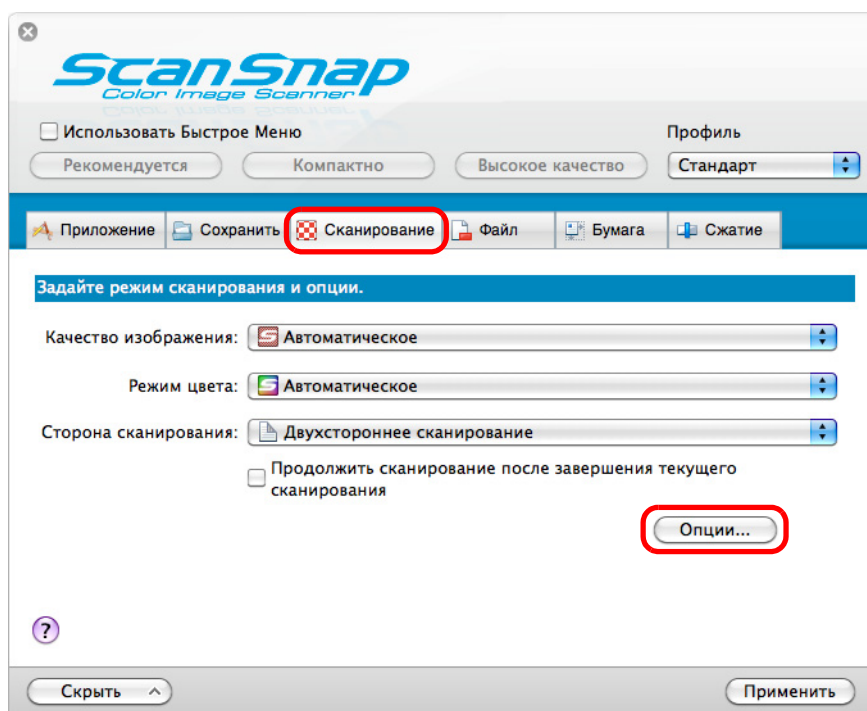 ScanSnap
Color Image Scanner
Использовать Быстрое Меню
Профиль
Рекомендуется
Компактно
Высокое качество
Стандарт
Приложение
Сохранить
Сканирование
Файл
Бумага
Сжатие
Задайте режим сканирования и опции.
Качество изображения: Автоматическое
Режим цвета: Автоматическое
Сторона сканирования: Двухстороннее сканирование
Продолжить сканирование после завершения текущего
сканирования
Опции...
?
Скрыть
Применить